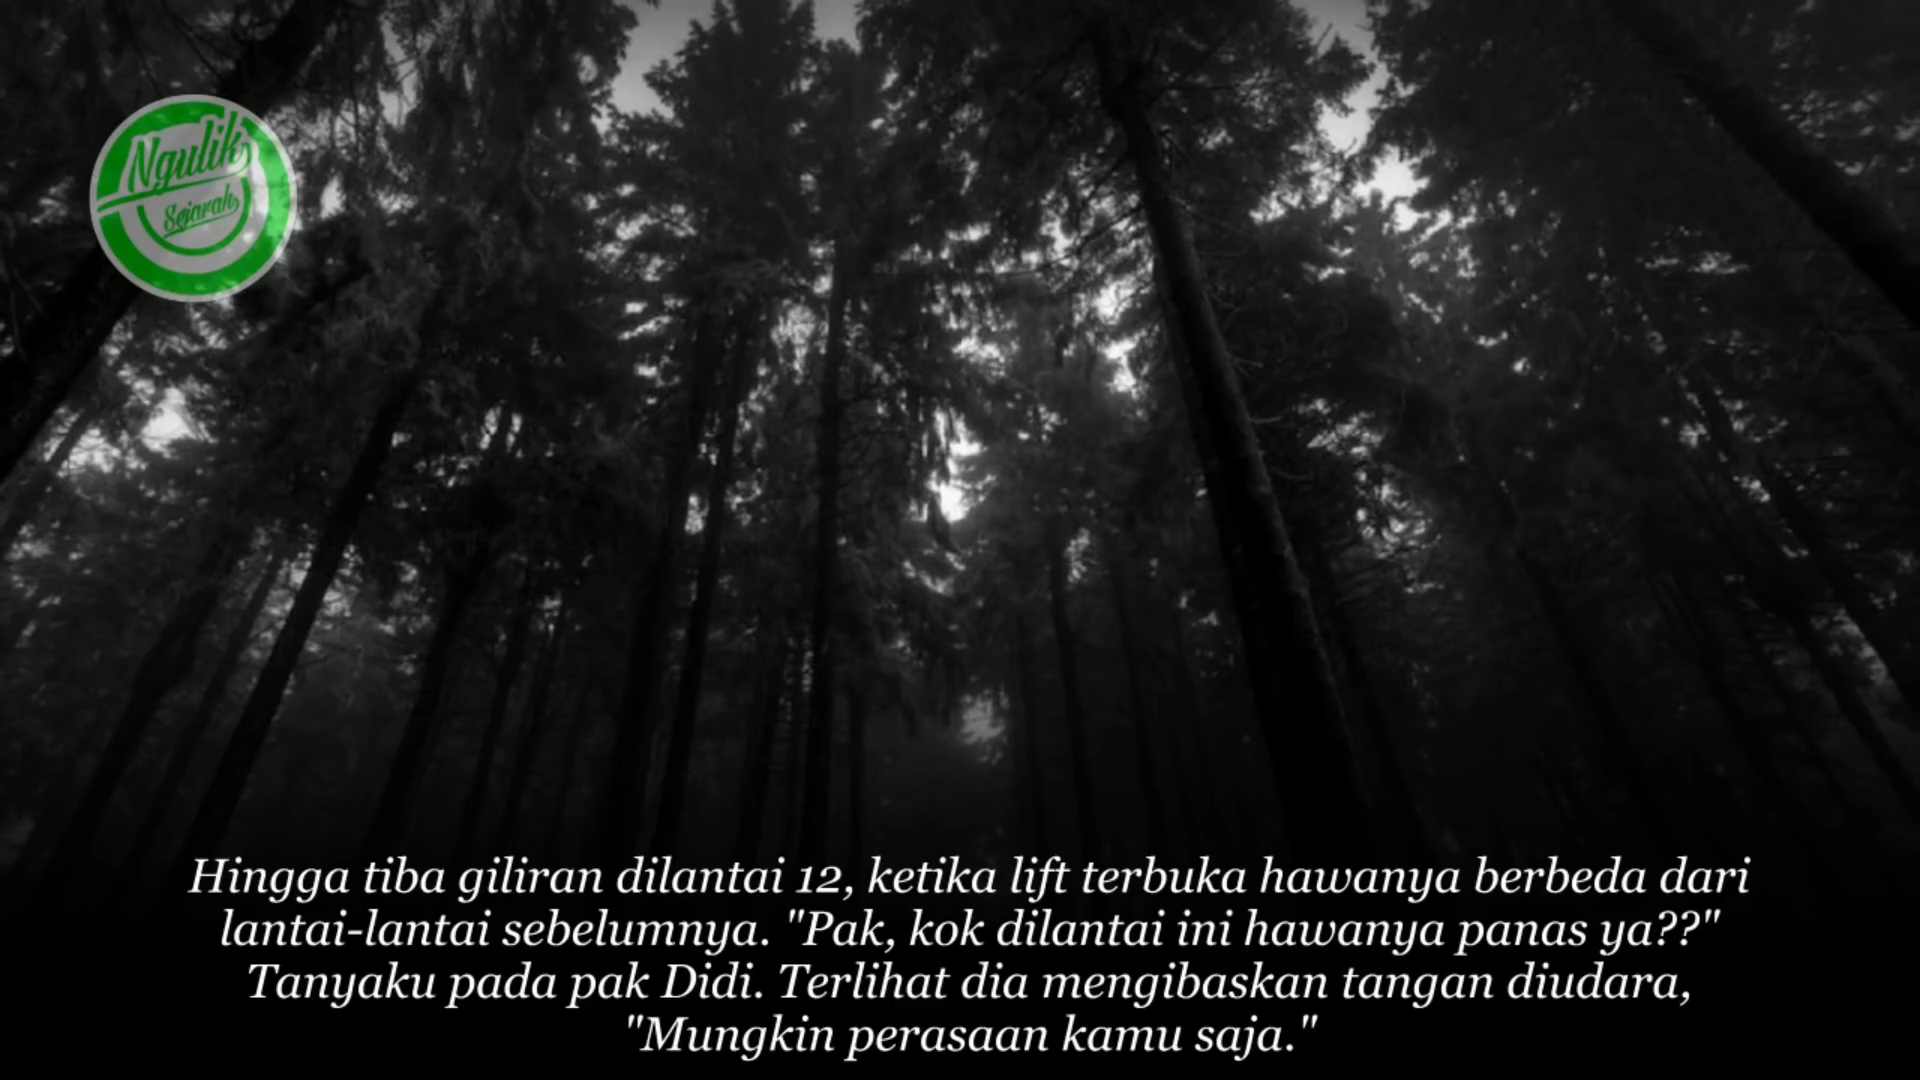 Ngulik
Sejarah
Hingga tiba giliran dilantai 12, ketika lift terbuka hawanya berbeda dari
lantai-lantai sebelumnya. "Pak, kok dilantai ini hawanya panas ya??"
Tanyaku pada pak Didi. Terlihat dia mengibaskan tangan diudara,
"Mungkin perasaan kamu saja."